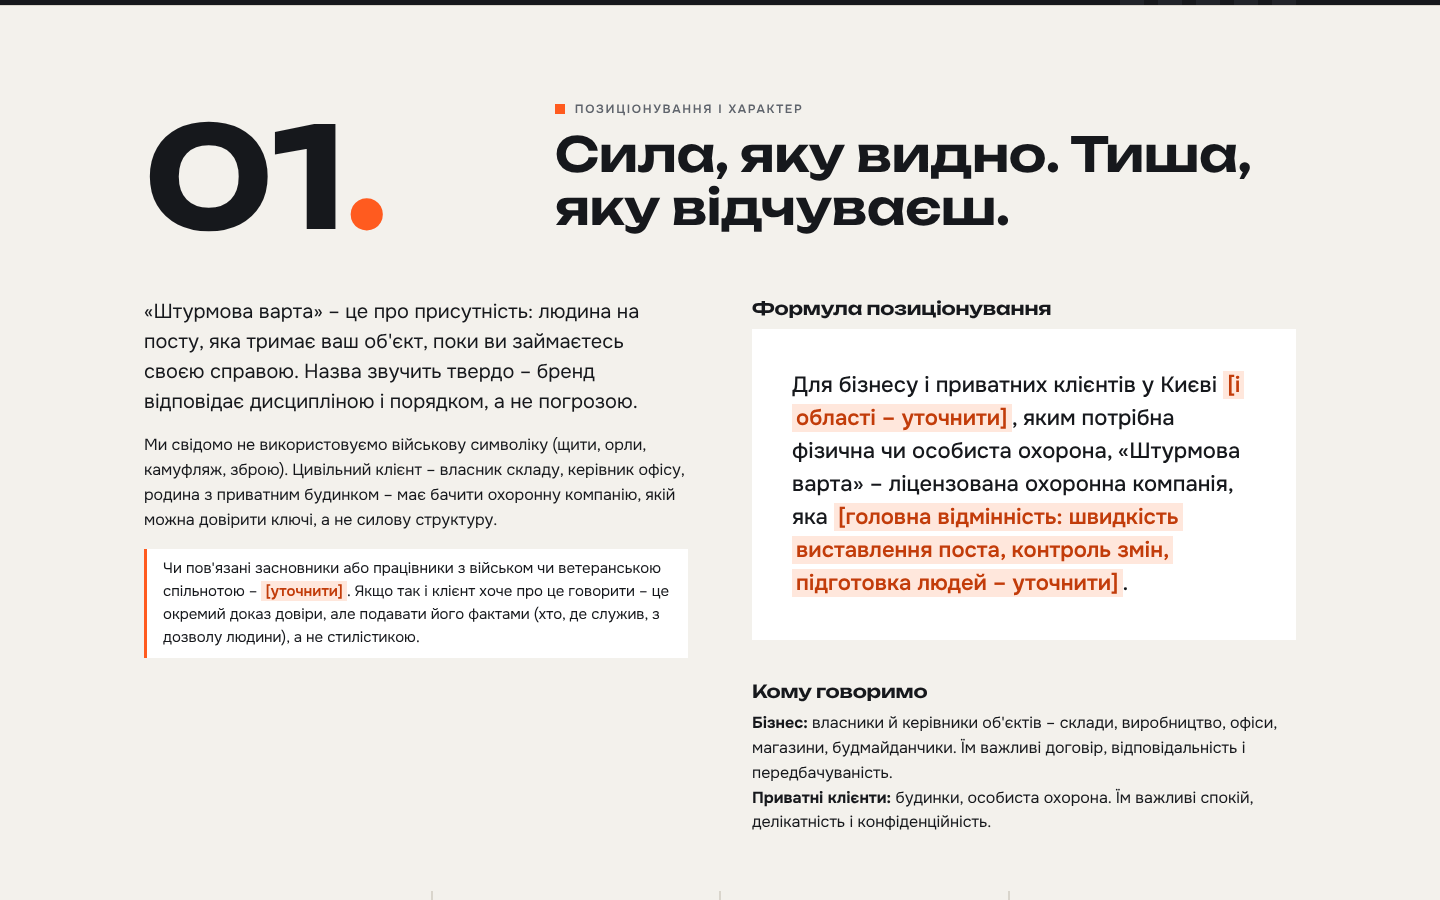 01.
ПОЗИЦІОНУВАННЯ І ХАРАКТЕР
Сила, яку видно. Тиша,
яку відчуваєш.
«Штурмова варта» – це про присутність: людина на
посту, яка тримає ваш об'єкт, поки ви займаєтесь
своєю справою. Назва звучить твердо – бренд
відповідає дисципліною і порядком, а не погрозою.
Ми свідомо не використовуємо військову символіку (щити, орли,
камуфляж, зброю). Цивільний клієнт – власник складу, керівник офісу,
родина з приватним будинком – має бачити охоронну компанію, якій
можна довірити ключі, а не силову структуру.
Чи пов'язані засновники або працівники з військом чи ветеранською
спільнотою – [уточнити]. Якщо так і клієнт хоче про це говорити – це
окремий доказ довіри, але подавати його фактами (хто, де служив, з
дозволу людини), а не стилістикою.
Формула позиціонування
Для бізнесу і приватних клієнтів у Києві [і
області – уточнити], яким потрібна
фізична чи особиста охорона, «Штурмова
варта» – ліцензована охоронна компанія,
яка [головна відмінність: швидкість
виставлення поста, контроль змін,
підготовка людей – уточнити].
Кому говоримо
Бізнес: власники й керівники об'єктів – склади, виробництво, офіси,
магазини, будмайданчики. Їм важливі договір, відповідальність і
передбачуваність.
Приватні клієнти: будинки, особиста охорона. Їм важливі спокій,
делікатність і конфіденційність.